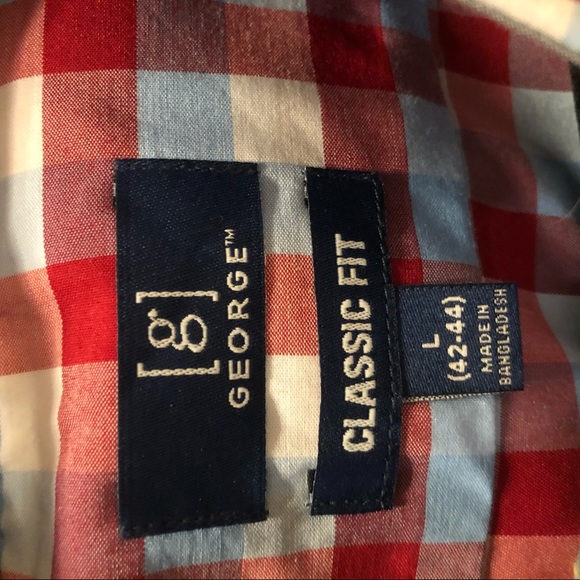 [g]
GEORGE™
CLASSIC FIT
L
(42-44)
MADE IN
BANGLADESH